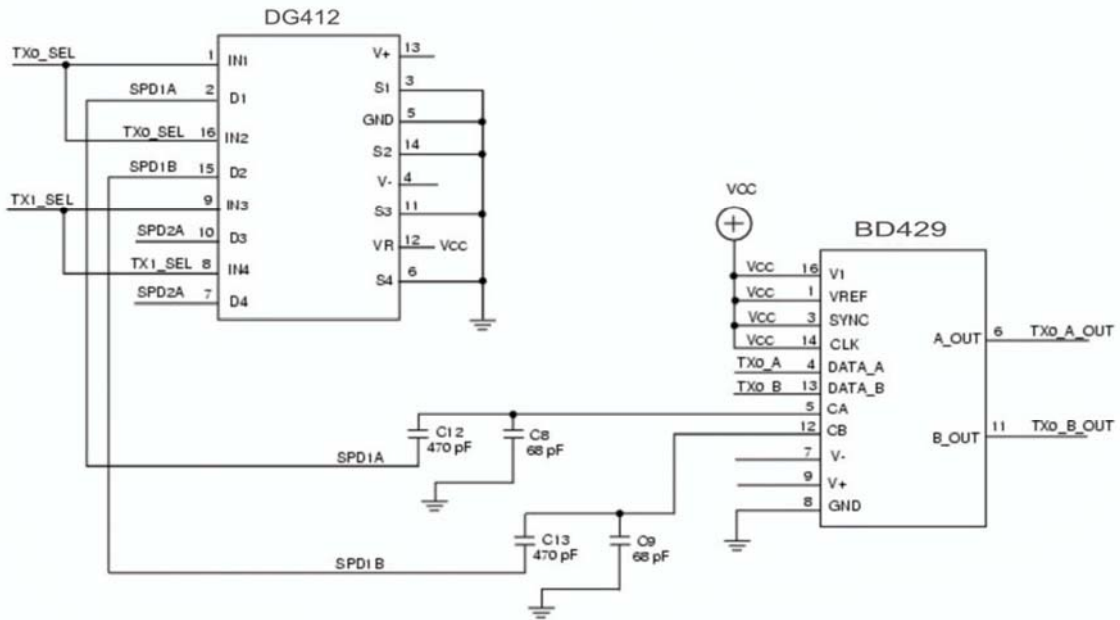 DG412
TX0_SEL 1 IN1 V+ 13
SPD1A 2 D1 S1 3
GND 5
TX0_SEL 16 IN2
S2 14
SPD1B 15 D2
V- 4
TX1_SEL 9 IN3
S3 11
SPD2A 10 D3
VR 12 Vcc
TX1_SEL 8 IN4
S4 6
SPD2A 7 D4
VCC
BD429
Vcc 16 V1
Vcc 1 VREF
Vcc 3 SYNC
Vcc 14 CLK
A_OUT 6 TX0_A_OUT
TX0_A 4 DATA_A
TX0_B 13 DATA_B
5 CA
12 CB
B_OUT 11 TX0_B_OUT
7 V-
9 V+
8 GND
C12
470 pF
C8
68 pF
SPD1A
C13
470 pF
C9
68 pF
SPD1B